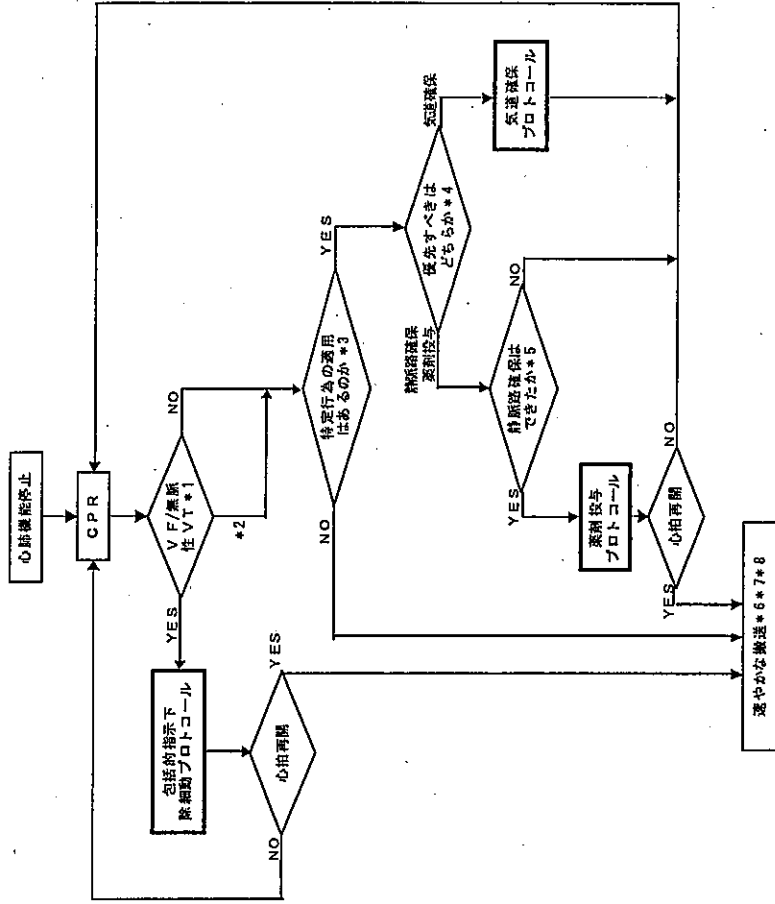 心肺機能停止
CPR
VF/無脈
性VT*1
YES
NO
*2
包括的指示下
除細動プロトコール
心拍再開
NO
YES
特定行為の適用
はあるのか*3
NO
YES
優先すべきは
どちらか*4
静脈路確保
薬剤投与
気道確保
気道確保
プロトコール
静脈路確保は
できたか*5
YES
NO
薬剤投与
プロトコール
心拍再開
YES
NO
速やかな搬送*6*7*8